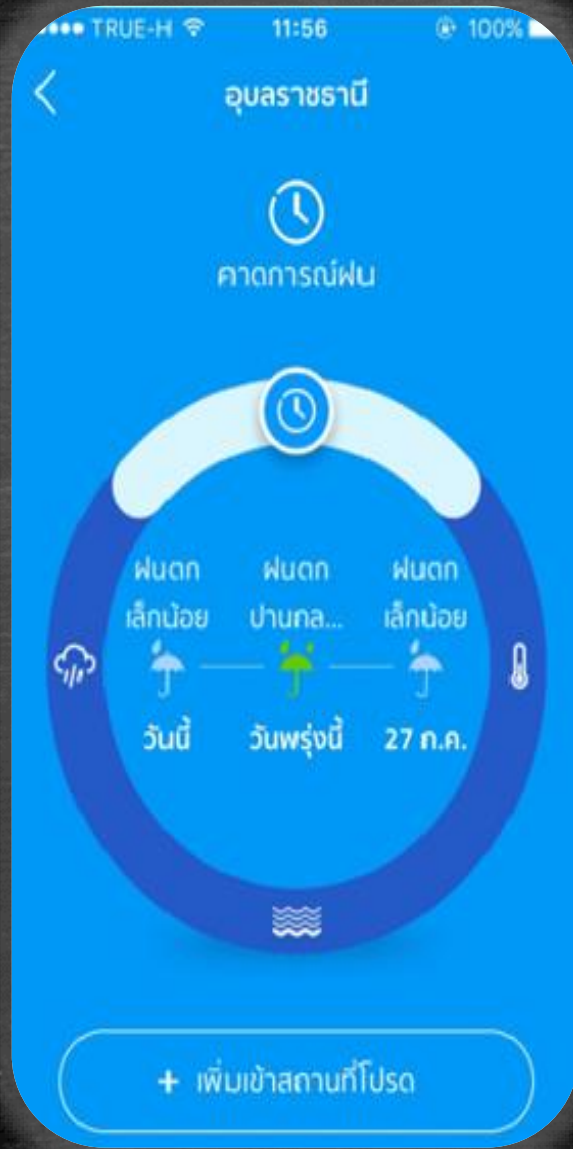 TRUE-H 11:56 100%
อุบลราชธานี
คาดการณ์ฝน
ฝนตก ฝนตก ฝนตก
เล็กน้อย ปานกล... เล็กน้อย
วันนี้ วันพรุ่งนี้ 27 ก.ค.
+ เพิ่มเข้าสถานที่โปรด